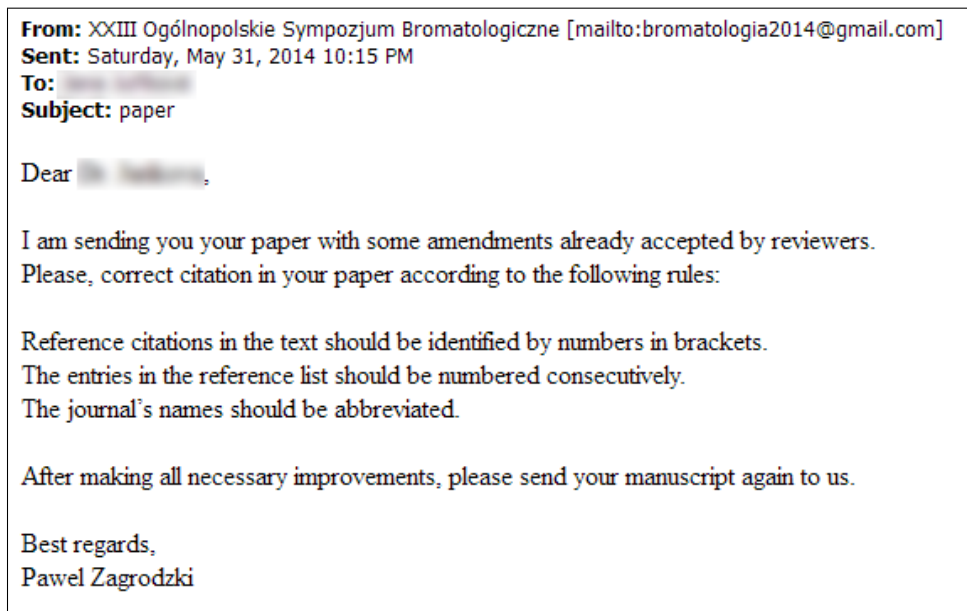 From: XXIII Ogólnopolskie Sympozjum Bromatologiczne [mailto:bromatologia2014@gmail.com]
Sent: Saturday, May 31, 2014 10:15 PM
To:
Subject: paper
Dear ,
I am sending you your paper with some amendments already accepted by reviewers.
Please, correct citation in your paper according to the following rules:
Reference citations in the text should be identified by numbers in brackets.
The entries in the reference list should be numbered consecutively.
The journal's names should be abbreviated.
After making all necessary improvements, please send your manuscript again to us.
Best regards,
Pawel Zagrodzki